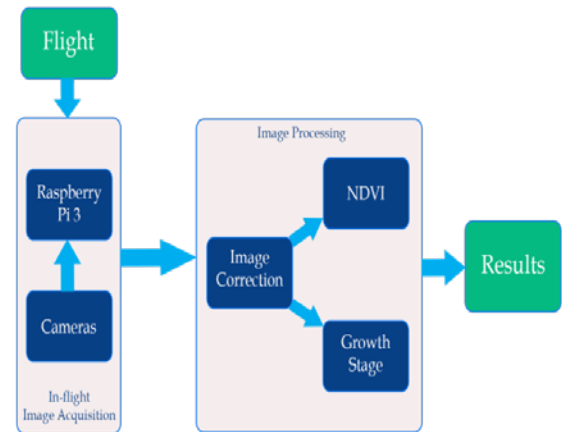 Flight
Raspberry
Pi 3
Cameras
In-flight
Image Acquisition
Image Processing
Image
Correction
NDVI
Growth
Stage
Results